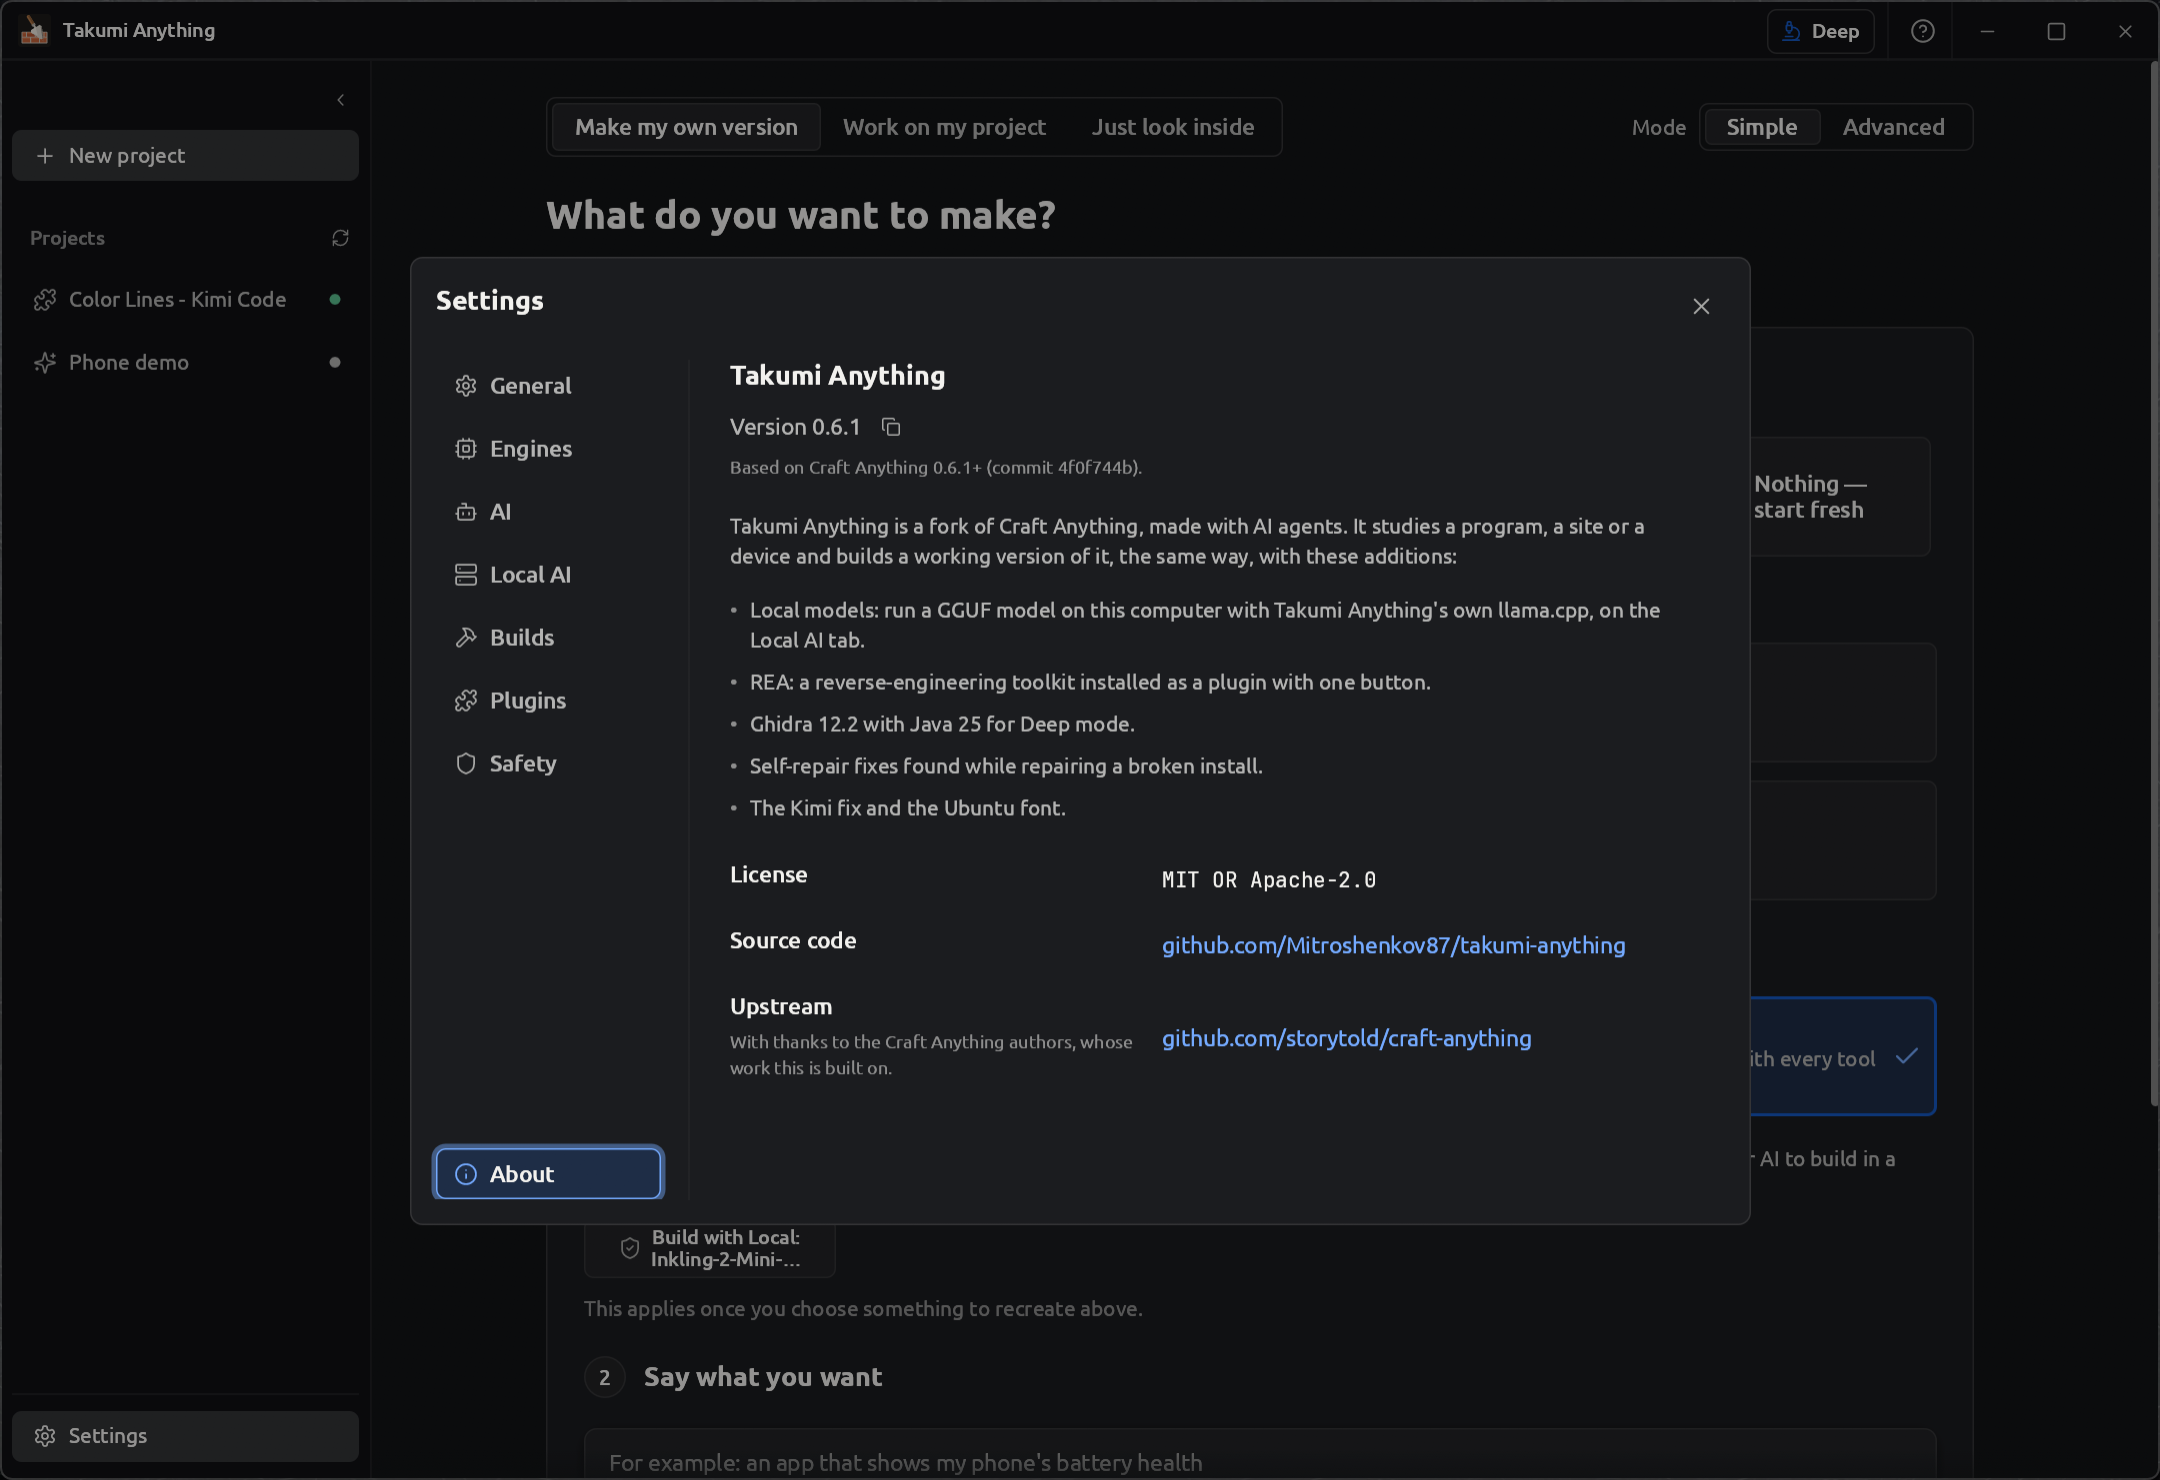 Takumi Anything
Deep
New project
Projects
Color Lines - Kimi Code
Phone demo
Settings
Make my own version
Work on my project
Just look inside
Mode
Simple
Advanced
What do you want to make?
Nothing —
start fresh
ith every tool
AI to build in a
Settings
General
Engines
AI
Local AI
Builds
Plugins
Safety
About
Takumi Anything
Version 0.6.1
Based on Craft Anything 0.6.1+ (commit 4f0f744b).
Takumi Anything is a fork of Craft Anything, made with AI agents. It studies a program, a site or a
device and builds a working version of it, the same way, with these additions:
• Local models: run a GGUF model on this computer with Takumi Anything's own llama.cpp, on the
Local AI tab.
• REA: a reverse-engineering toolkit installed as a plugin with one button.
• Ghidra 12.2 with Java 25 for Deep mode.
• Self-repair fixes found while repairing a broken install.
• The Kimi fix and the Ubuntu font.
License
MIT OR Apache-2.0
Source code
github.com/Mitroshenkov87/takumi-anything
Upstream
With thanks to the Craft Anything authors, whose
work this is built on.
github.com/storytold/craft-anything
Build with Local:
Inkling-2-Mini-...
This applies once you choose something to recreate above.
2
Say what you want
For example: an app that shows my phone's battery health